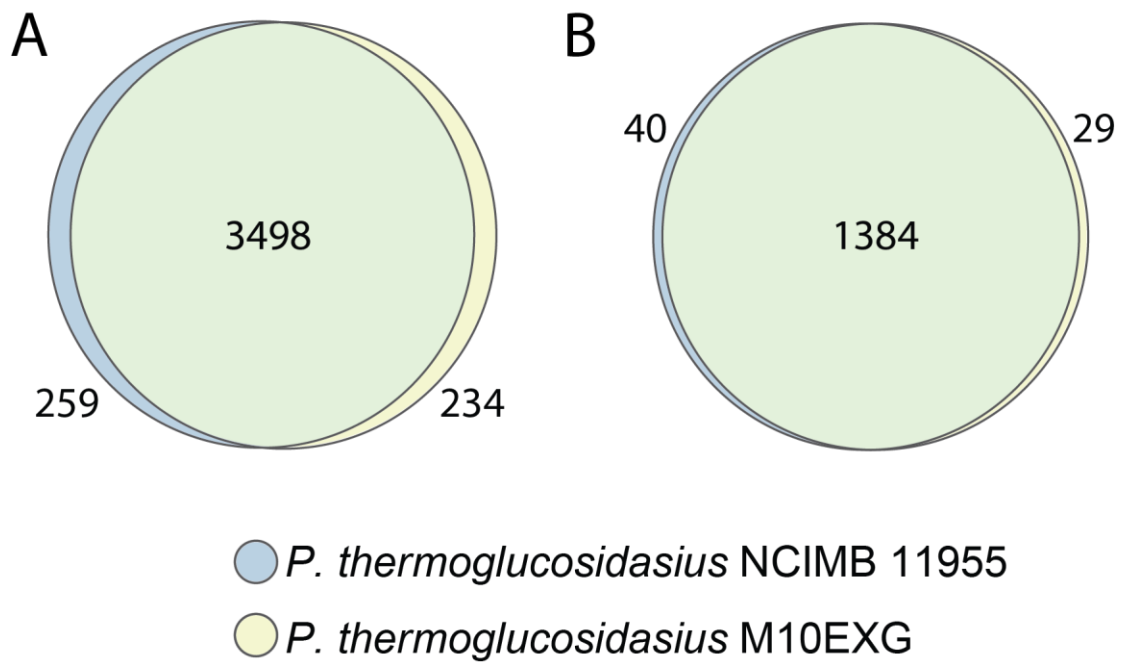 A
B
40
29
3498
1384
259
234
P. thermoglucosidasius NCIMB 11955
P. thermoglucosidasius M10EXG